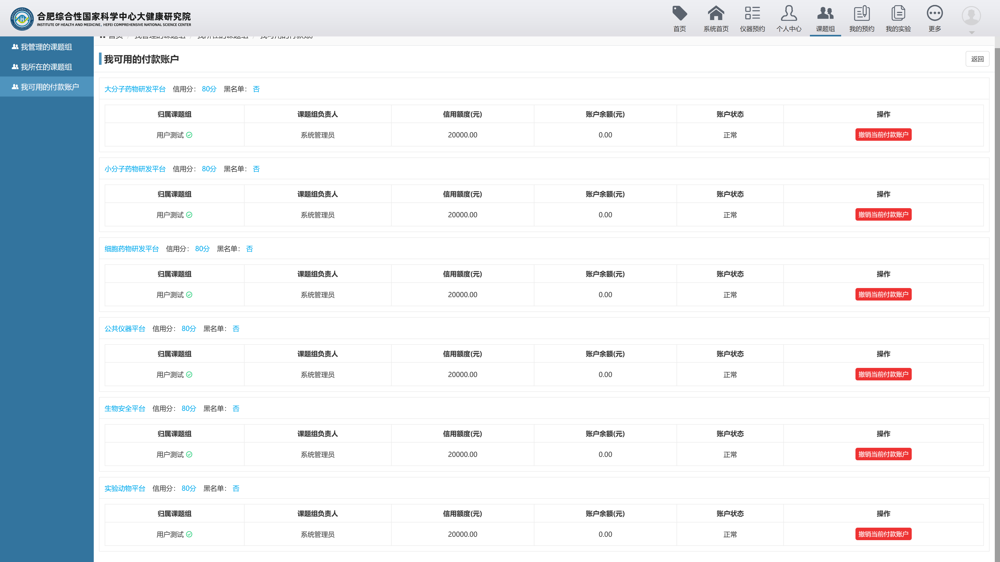 合肥综合性国家科学中心大健康研究院
INSTITUTE OF HEALTH AND MEDICINE, HEFEI COMPREHENSIVE NATIONAL SCIENCE CENTER
首页 系统首页 仪器预约 个人中心 课题组 我的预约 我的实验 更多
首页 / 我管理的课题组 / 我所在的课题组 / 我可用的付款账户
我管理的课题组
我所在的课题组
我可用的付款账户
我可用的付款账户 返回
大分子药物研发平台 信用分： 80分 黑名单： 否
归属课题组 课题组负责人 信用额度(元) 账户余额(元) 账户状态 操作
用户测试 系统管理员 20000.00 0.00 正常 撤销当前付款账户
小分子药物研发平台 信用分： 80分 黑名单： 否
归属课题组 课题组负责人 信用额度(元) 账户余额(元) 账户状态 操作
用户测试 系统管理员 20000.00 0.00 正常 撤销当前付款账户
细胞药物研发平台 信用分： 80分 黑名单： 否
归属课题组 课题组负责人 信用额度(元) 账户余额(元) 账户状态 操作
用户测试 系统管理员 20000.00 0.00 正常 撤销当前付款账户
公共仪器平台 信用分： 80分 黑名单： 否
归属课题组 课题组负责人 信用额度(元) 账户余额(元) 账户状态 操作
用户测试 系统管理员 20000.00 0.00 正常 撤销当前付款账户
生物安全平台 信用分： 80分 黑名单： 否
归属课题组 课题组负责人 信用额度(元) 账户余额(元) 账户状态 操作
用户测试 系统管理员 20000.00 0.00 正常 撤销当前付款账户
实验动物平台 信用分： 80分 黑名单： 否
归属课题组 课题组负责人 信用额度(元) 账户余额(元) 账户状态 操作
用户测试 系统管理员 20000.00 0.00 正常 撤销当前付款账户